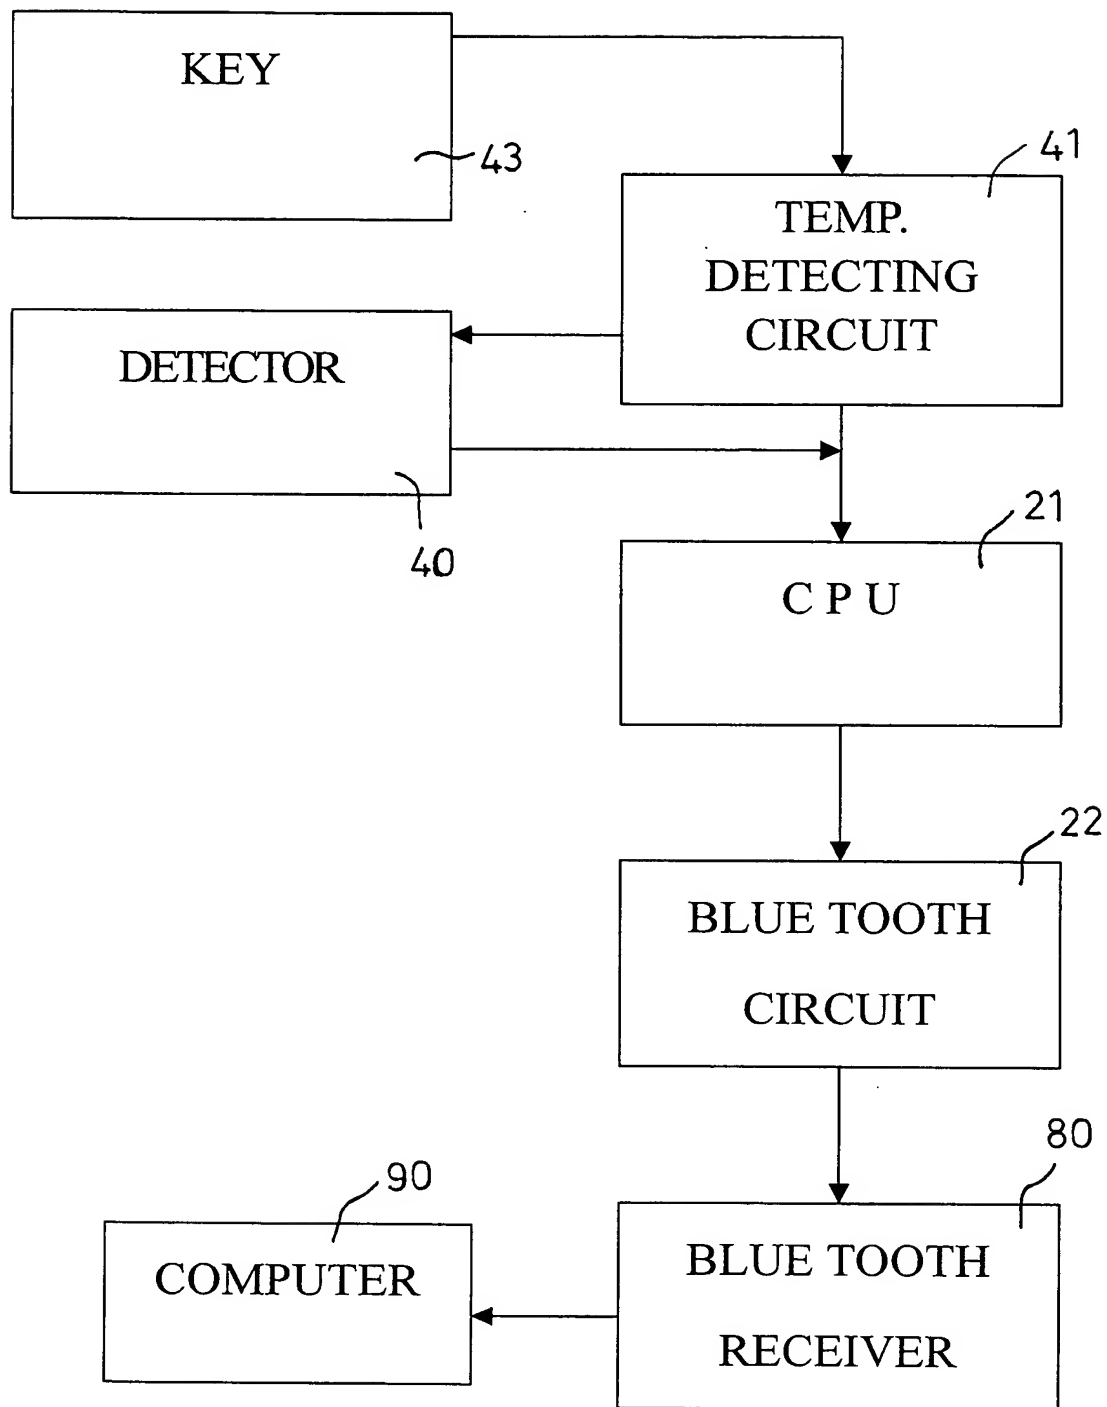 KEY
43
41
TEMP.
DETECTING
CIRCUIT
DETECTOR
40
21
C P U
22
BLUE TOOTH
CIRCUIT
80
BLUE TOOTH
RECEIVER
90
COMPUTER